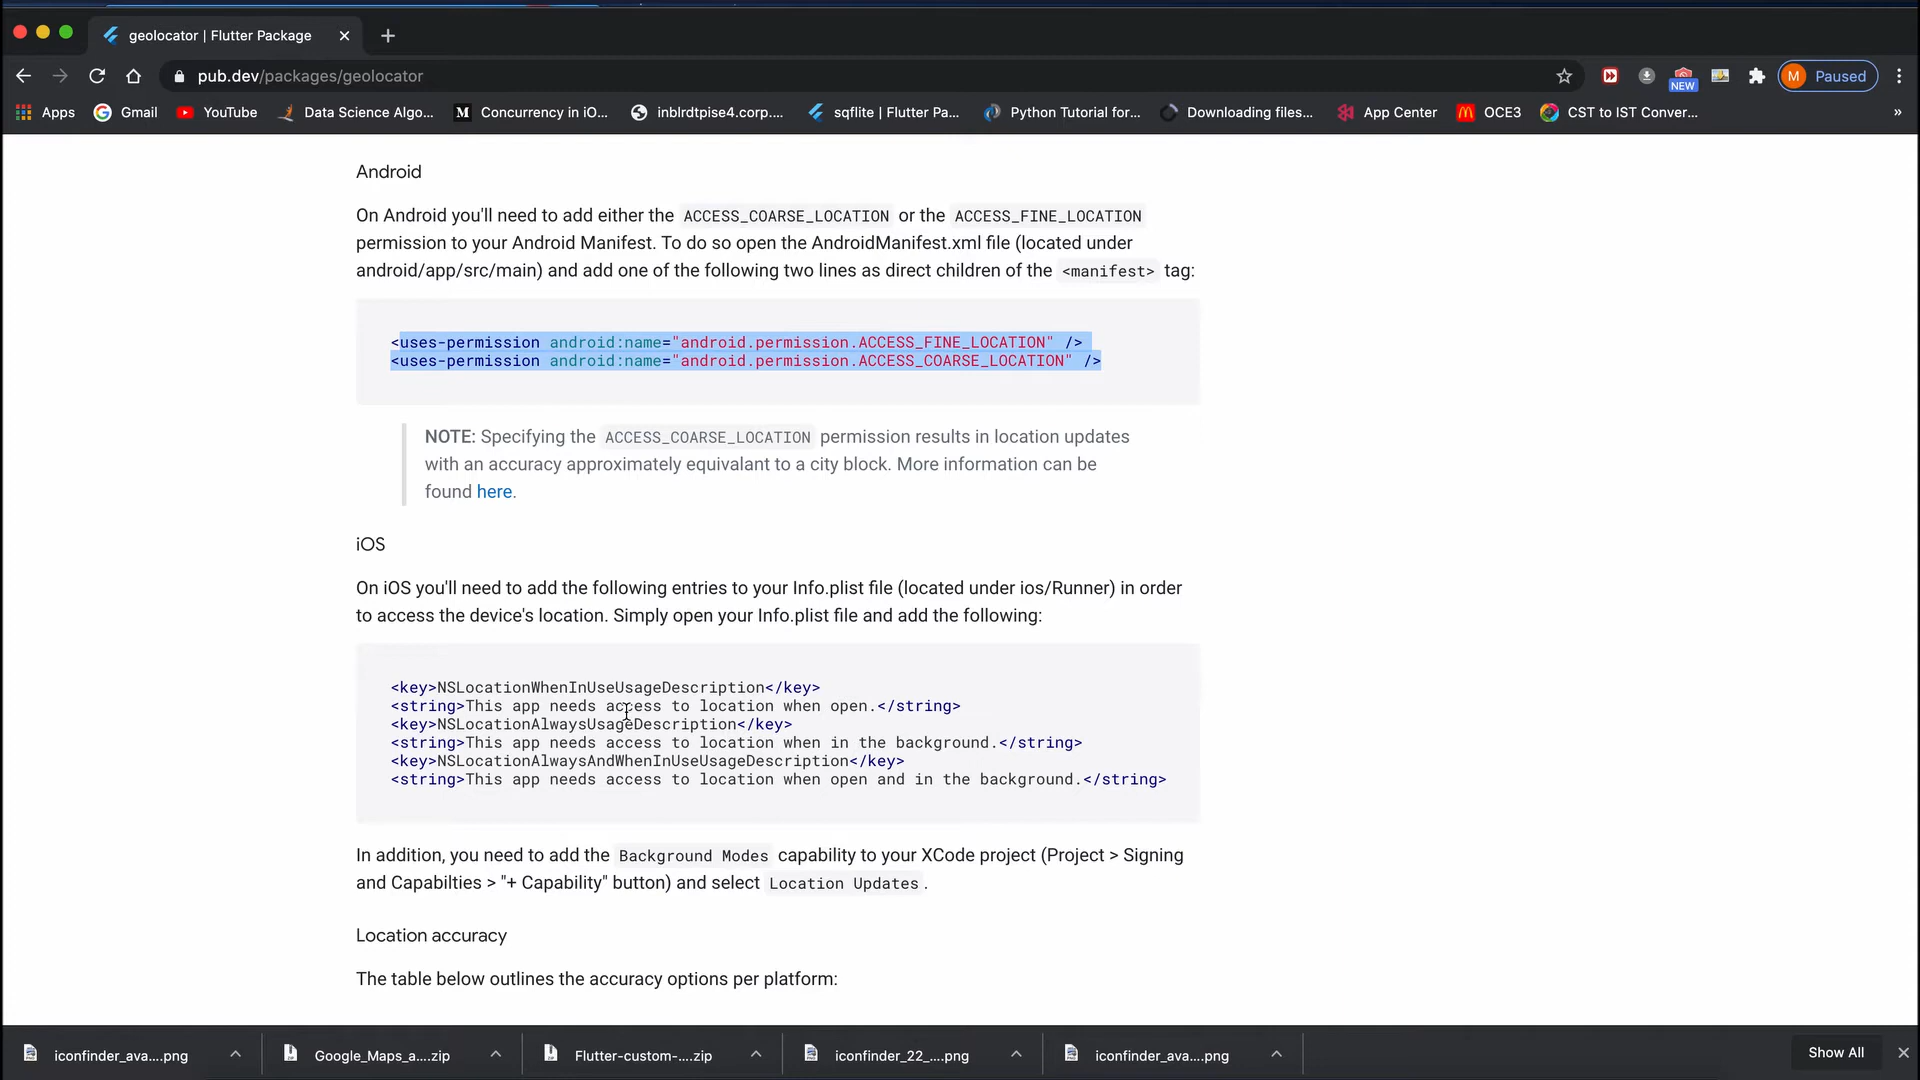 geolocator | Flutter Package
pub.dev/packages/geolocator
NEW
M Paused
Apps Gmail YouTube Data Science Algo... M Concurrency in iO... inblrdtpise4.corp.... sqflite | Flutter Pa... Python Tutorial for... Downloading files... App Center OCE3 CST to IST Conver... »
Android
On Android you'll need to add either the ACCESS_COARSE_LOCATION or the ACCESS_FINE_LOCATION
permission to your Android Manifest. To do so open the AndroidManifest.xml file (located under
android/app/src/main) and add one of the following two lines as direct children of the <manifest> tag:
<uses-permission android:name="android.permission.ACCESS_FINE_LOCATION" />
<uses-permission android:name="android.permission.ACCESS_COARSE_LOCATION" />
NOTE: Specifying the ACCESS_COARSE_LOCATION permission results in location updates
with an accuracy approximately equivalant to a city block. More information can be
found here.
iOS
On iOS you'll need to add the following entries to your Info.plist file (located under ios/Runner) in order
to access the device's location. Simply open your Info.plist file and add the following:
<key>NSLocationWhenInUseUsageDescription</key>
<string>This app needs access to location when open.</string>
<key>NSLocationAlwaysUsageDescription</key>
<string>This app needs access to location when in the background.</string>
<key>NSLocationAlwaysAndWhenInUseUsageDescription</key>
<string>This app needs access to location when open and in the background.</string>
In addition, you need to add the Background Modes capability to your XCode project (Project > Signing
and Capabilties > "+ Capability" button) and select Location Updates.
Location accuracy
The table below outlines the accuracy options per platform:
iconfinder_ava....png Google_Maps_a....zip Flutter-custom-....zip iconfinder_22_....png iconfinder_ava....png Show All